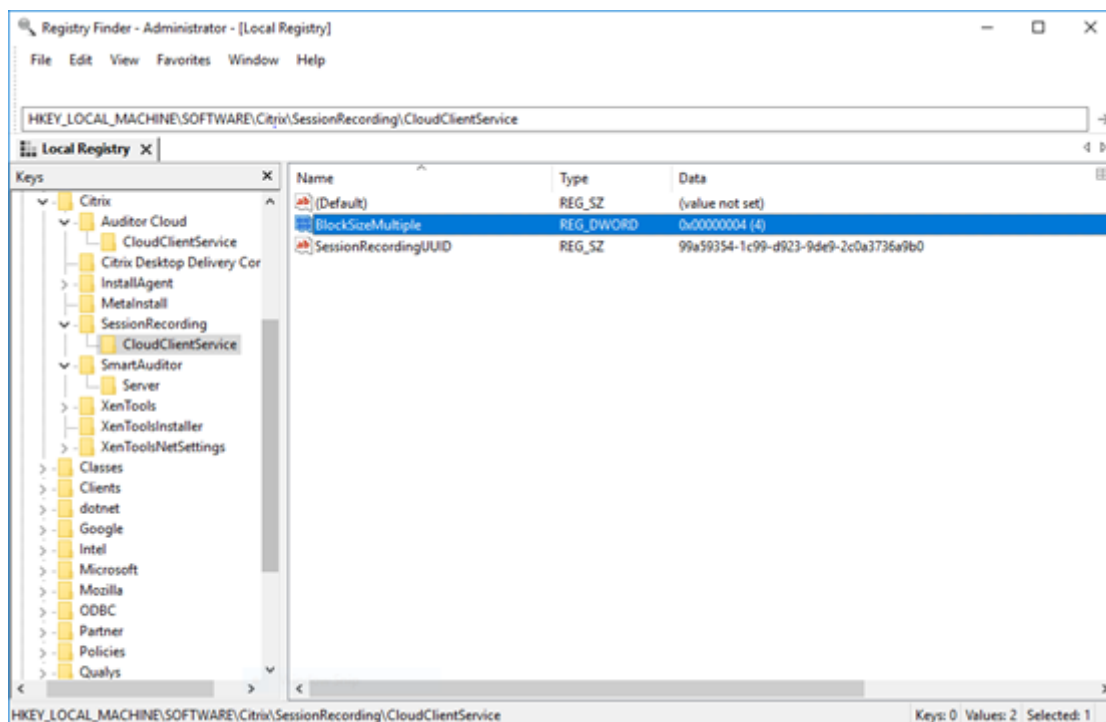 Registry Finder - Administrator - [Local Registry]
File Edit View Favorites Window Help
HKEY_LOCAL_MACHINE\SOFTWARE\Citrix\SessionRecording\CloudClientService
Local Registry X
Keys
Name Type Data
Citrix
Auditor Cloud
CloudClientService
Citrix Desktop Delivery Cor
InstallAgent
MetaInstall
SessionRecording
CloudClientService
SmartAuditor
Server
XenTools
XenToolsInstaller
XenToolsNetSettings
Classes
Clients
dotnet
Google
Intel
Microsoft
Mozilla
ODBC
Partner
Policies
Qualys
ab (Default) REG_SZ (value not set)
BlockSizeMultiple REG_DWORD 0x00000004 (4)
ab SessionRecordingUUID REG_SZ 99a59354-1c99-d923-9de9-2c0a3736a9b0
HKEY_LOCAL_MACHINE\SOFTWARE\Citrix\SessionRecording\CloudClientService Keys: 0 Values: 2 Selected: 1